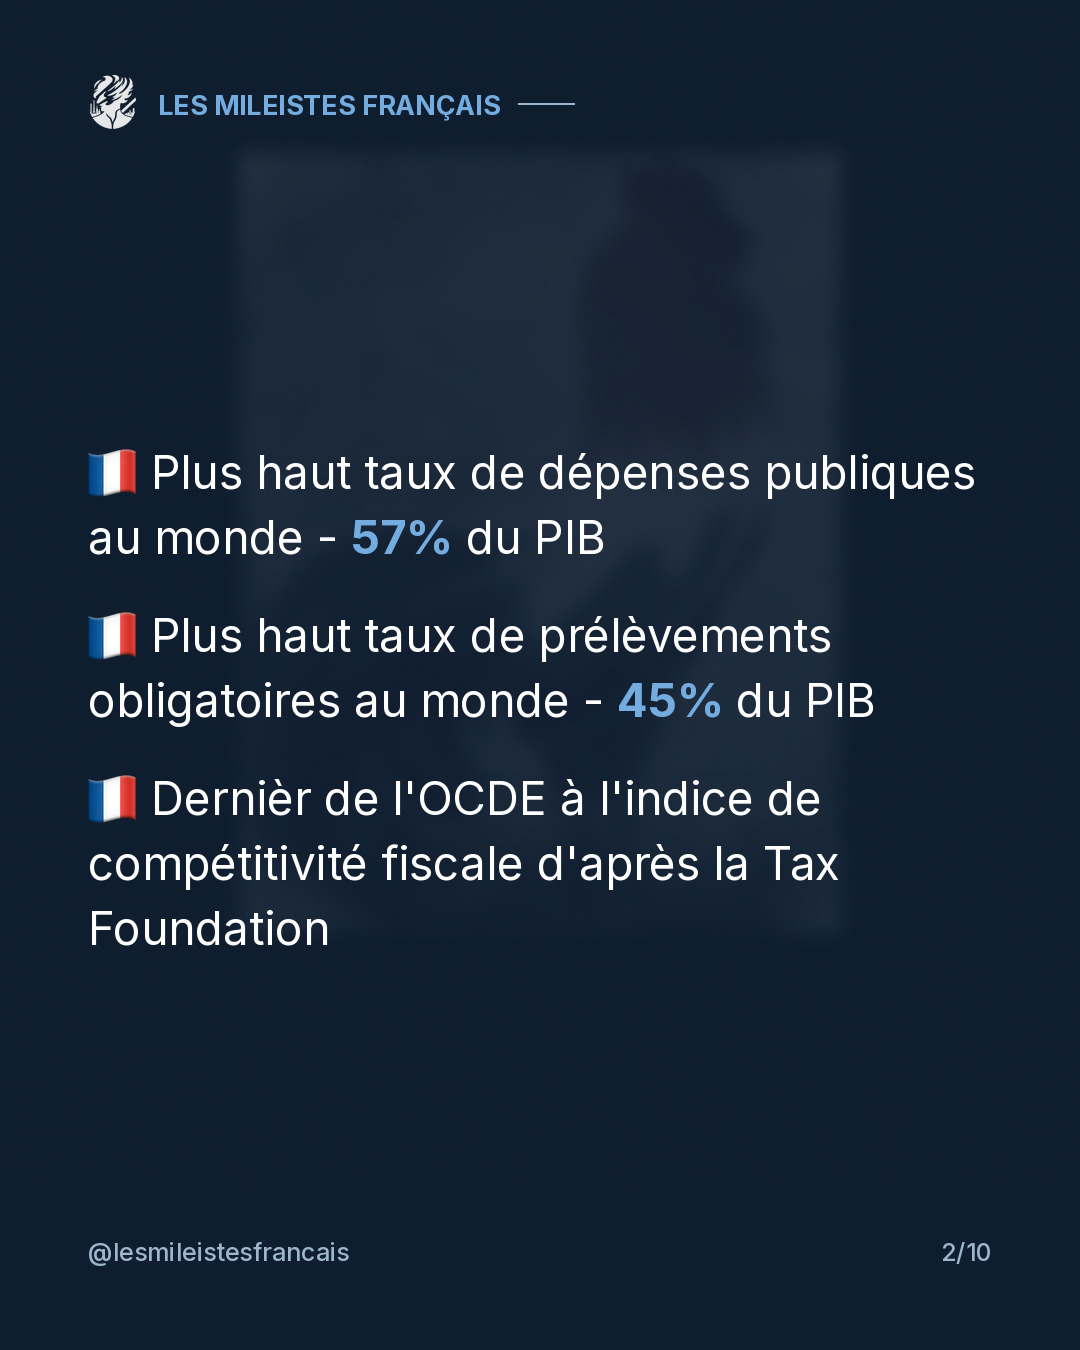 LES MILEISTES FRANÇAIS
🇫🇷 Plus haut taux de dépenses publiques
au monde - 57% du PIB
🇫🇷 Plus haut taux de prélèvements
obligatoires au monde - 45% du PIB
🇫🇷 Dernièr de l'OCDE à l'indice de
compétitivité fiscale d'après la Tax
Foundation
@lesmileistesfrancais
2/10